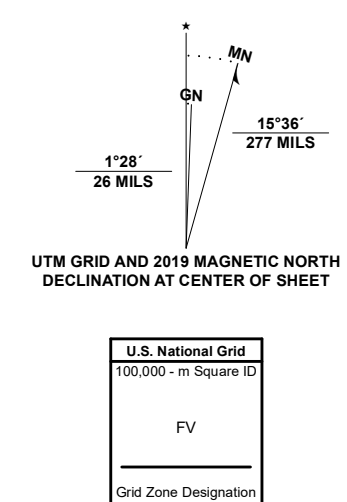 ★
MN
GN
15°36´
277 MILS
1°28´
26 MILS
UTM GRID AND 2019 MAGNETIC NORTH
DECLINATION AT CENTER OF SHEET
U.S. National Grid
100,000 - m Square ID
FV
Grid Zone Designation